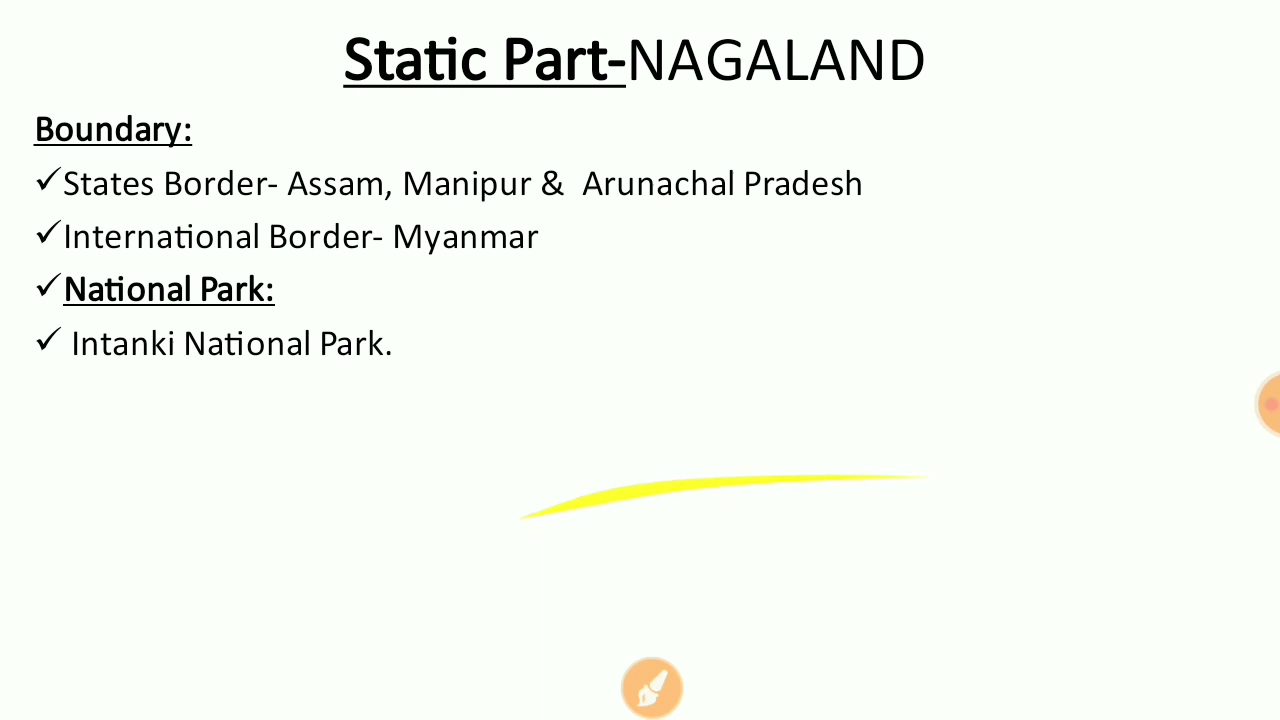 Static Part-NAGALAND
Boundary:
✓States Border- Assam, Manipur & Arunachal Pradesh
✓International Border- Myanmar
✓National Park:
✓ Intanki National Park.